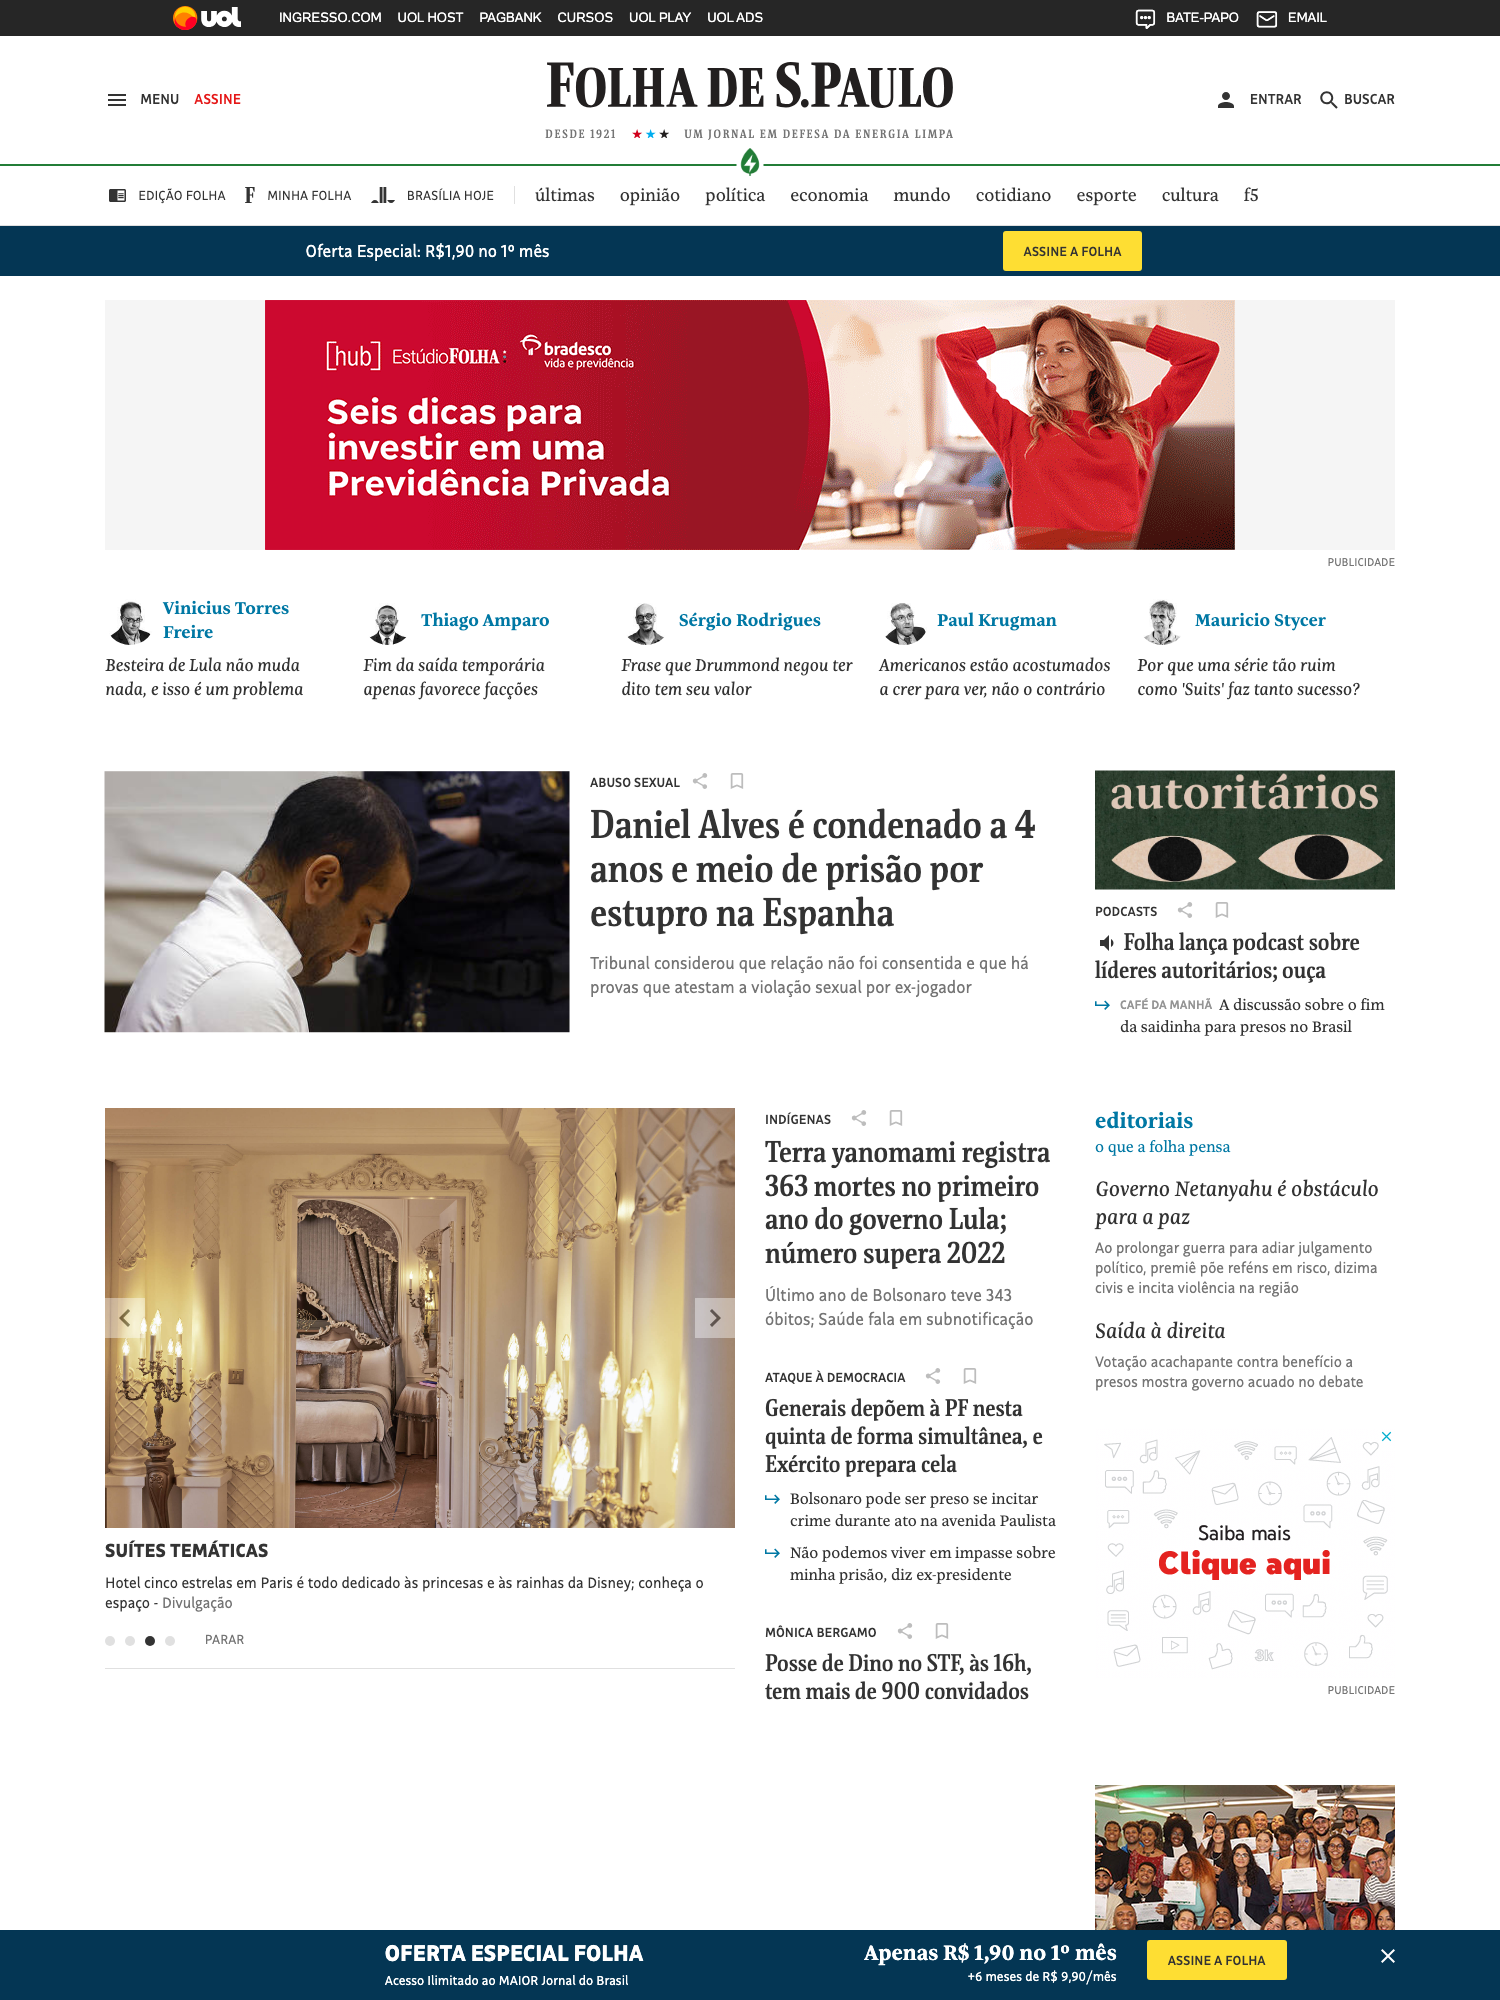 uol
INGRESSO.COM UOL HOST PAGBANK CURSOS UOL PLAY UOL ADS
BATE-PAPO EMAIL
MENU ASSINE
FOLHA DE S.PAULO
ENTRAR BUSCAR
DESDE 1921 ★★★ UM JORNAL EM DEFESA DA ENERGIA LIMPA
EDIÇÃO FOLHA F MINHA FOLHA BRASÍLIA HOJE
últimas opinião política economia mundo cotidiano esporte cultura f5
Oferta Especial: R$1,90 no 1º mês
ASSINE A FOLHA
[hub] EstúdioFOLHA: bradesco
vida e previdência
Seis dicas para
investir em uma
Previdência Privada
PUBLICIDADE
Vinicius Torres
Freire
Besteira de Lula não muda
nada, e isso é um problema
Thiago Amparo
Fim da saída temporária
apenas favorece facções
Sérgio Rodrigues
Frase que Drummond negou ter
dito tem seu valor
Paul Krugman
Americanos estão acostumados
a crer para ver, não o contrário
Mauricio Stycer
Por que uma série tão ruim
como 'Suits' faz tanto sucesso?
POLICIA
ABUSO SEXUAL
Daniel Alves é condenado a 4
anos e meio de prisão por
estupro na Espanha
Tribunal considerou que relação não foi consentida e que há
provas que atestam a violação sexual por ex-jogador
autoritários
PODCASTS
Folha lança podcast sobre
líderes autoritários; ouça
CAFÉ DA MANHÃ A discussão sobre o fim
da saidinha para presos no Brasil
SUÍTES TEMÁTICAS
Hotel cinco estrelas em Paris é todo dedicado às princesas e às rainhas da Disney; conheça o
espaço - Divulgação
PARAR
INDÍGENAS
Terra yanomami registra
363 mortes no primeiro
ano do governo Lula;
número supera 2022
Último ano de Bolsonaro teve 343
óbitos; Saúde fala em subnotificação
ATAQUE À DEMOCRACIA
Generais depõem à PF nesta
quinta de forma simultânea, e
Exército prepara cela
Bolsonaro pode ser preso se incitar
crime durante ato na avenida Paulista
Não podemos viver em impasse sobre
minha prisão, diz ex-presidente
MÔNICA BERGAMO
Posse de Dino no STF, às 16h,
tem mais de 900 convidados
editoriais
o que a folha pensa
Governo Netanyahu é obstáculo
para a paz
Ao prolongar guerra para adiar julgamento
político, premiê põe reféns em risco, dizima
civis e incita violência na região
Saída à direita
Votação acachapante contra benefício a
presos mostra governo acuado no debate
Saiba mais
Clique aqui
3k
PUBLICIDADE
OFERTA ESPECIAL FOLHA
Acesso Ilimitado ao MAIOR Jornal do Brasil
Apenas R$ 1,90 no 1º mês
+6 meses de R$ 9,90/mês
ASSINE A FOLHA